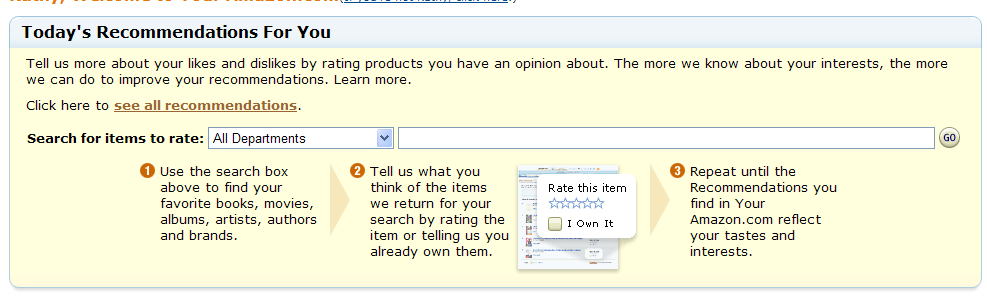 Today's Recommendations For You
Tell us more about your likes and dislikes by rating products you have an opinion about. The more we know about your interests, the more
we can do to improve your recommendations. Learn more.
Click here to see all recommendations.
Search for items to rate: All Departments GO
1 Use the search box
above to find your
favorite books, movies,
albums, artists, authors
and brands.
2 Tell us what you
think of the items
we return for your
search by rating the
item or telling us you
already own them.
Rate this item
I Own It
3 Repeat until the
Recommendations you
find in Your
Amazon.com reflect
your tastes and
interests.